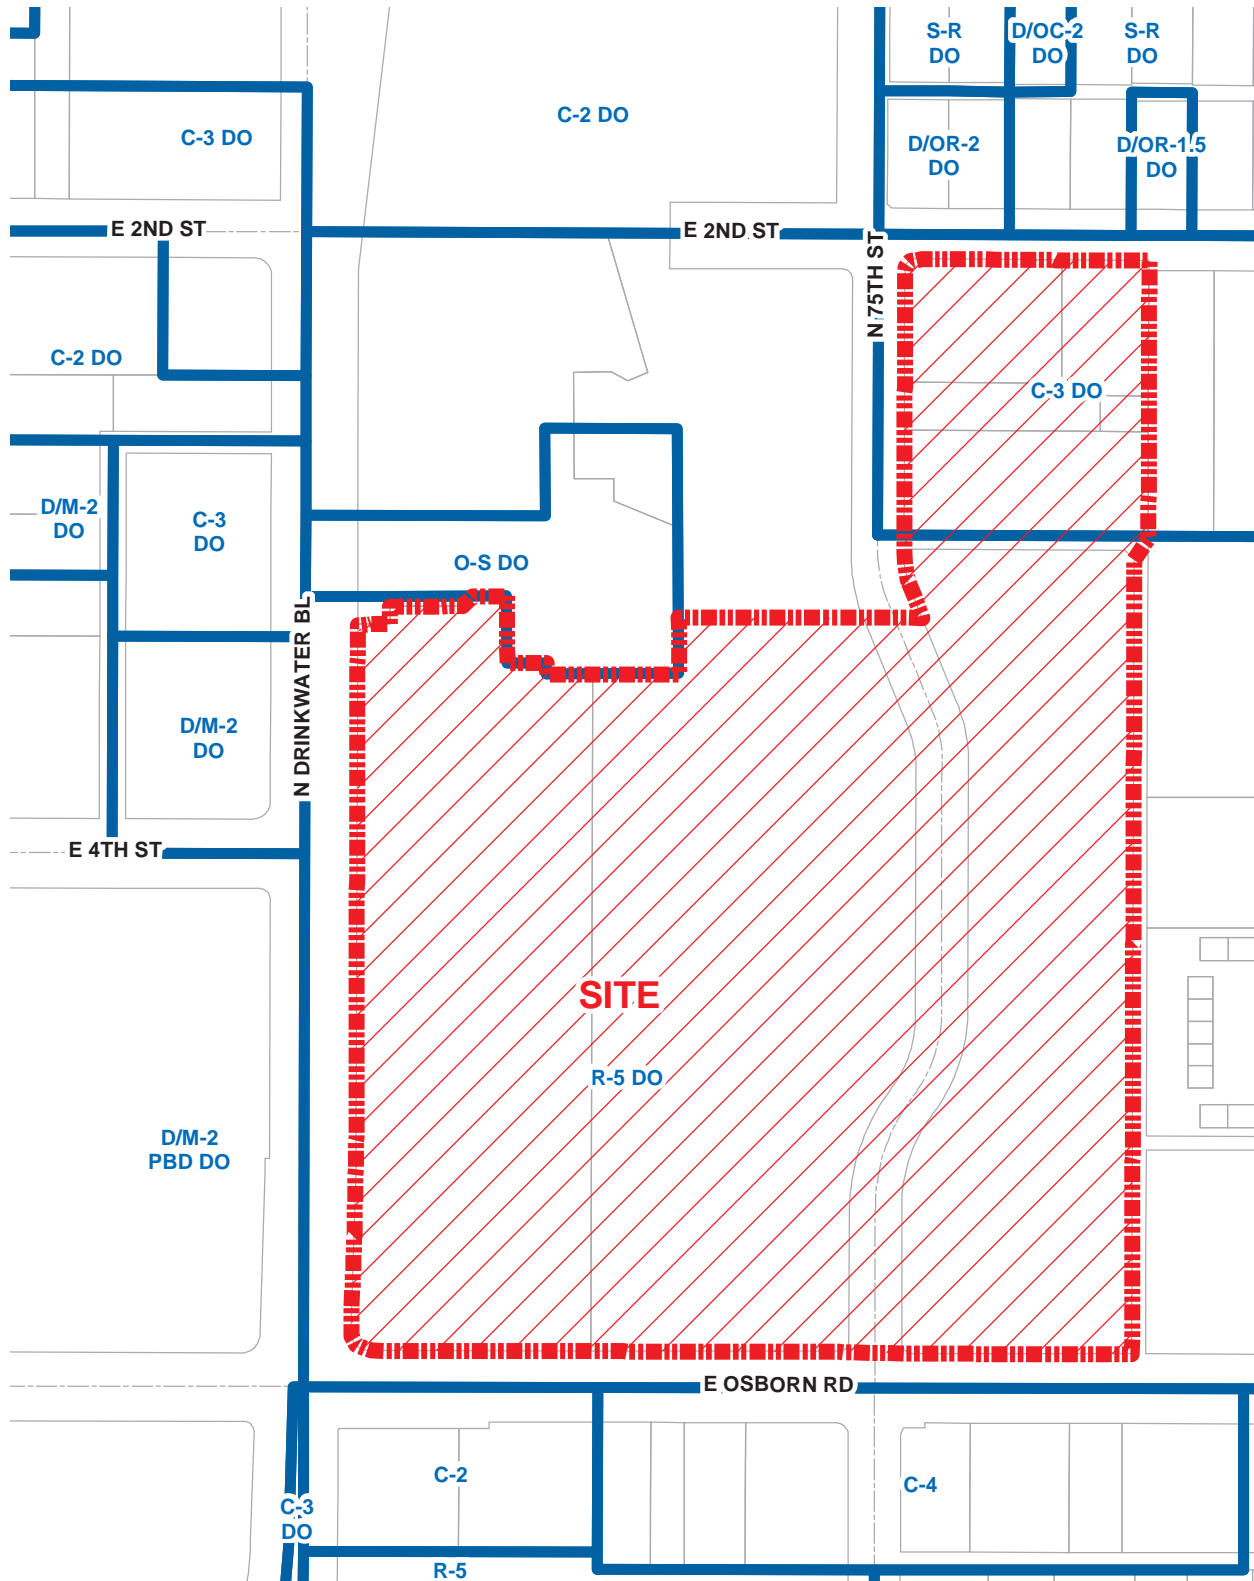 S-R
DO
D/OC-2
DO
S-R
DO
C-2 DO
C-3 DO
D/OR-2
DO
D/OR-1.5
DO
E 2ND ST
E 2ND ST
N 75TH ST
C-2 DO
C-3 DO
D/M-2
DO
C-3
DO
O-S DO
N DRINKWATER BL
D/M-2
DO
E 4TH ST
SITE
R-5 DO
D/M-2
PBD DO
E OSBORN RD
C-2
C-4
C-3
DO
R-5